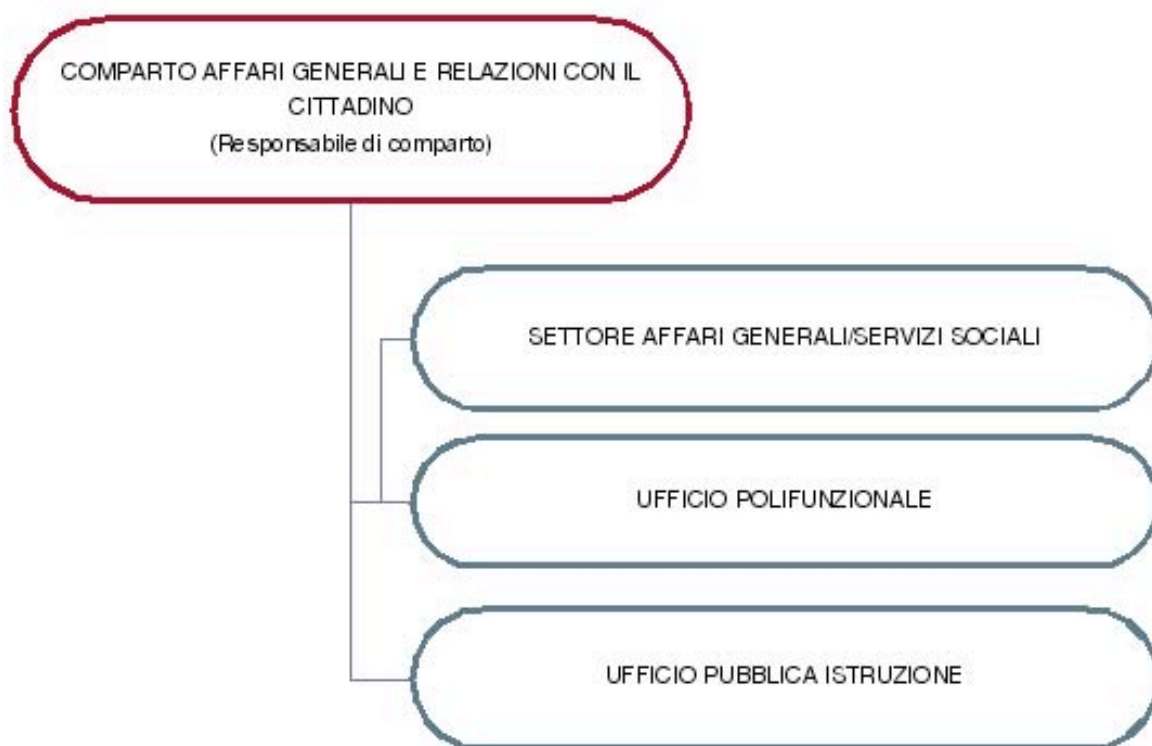 COMPARTO AFFARI GENERALI E RELAZIONI CON IL
CITTADINO
(Responsabile di comparto)
SETTORE AFFARI GENERALI/SERVIZI SOCIALI
UFFICIO POLIFUNZIONALE
UFFICIO PUBBLICA ISTRUZIONE